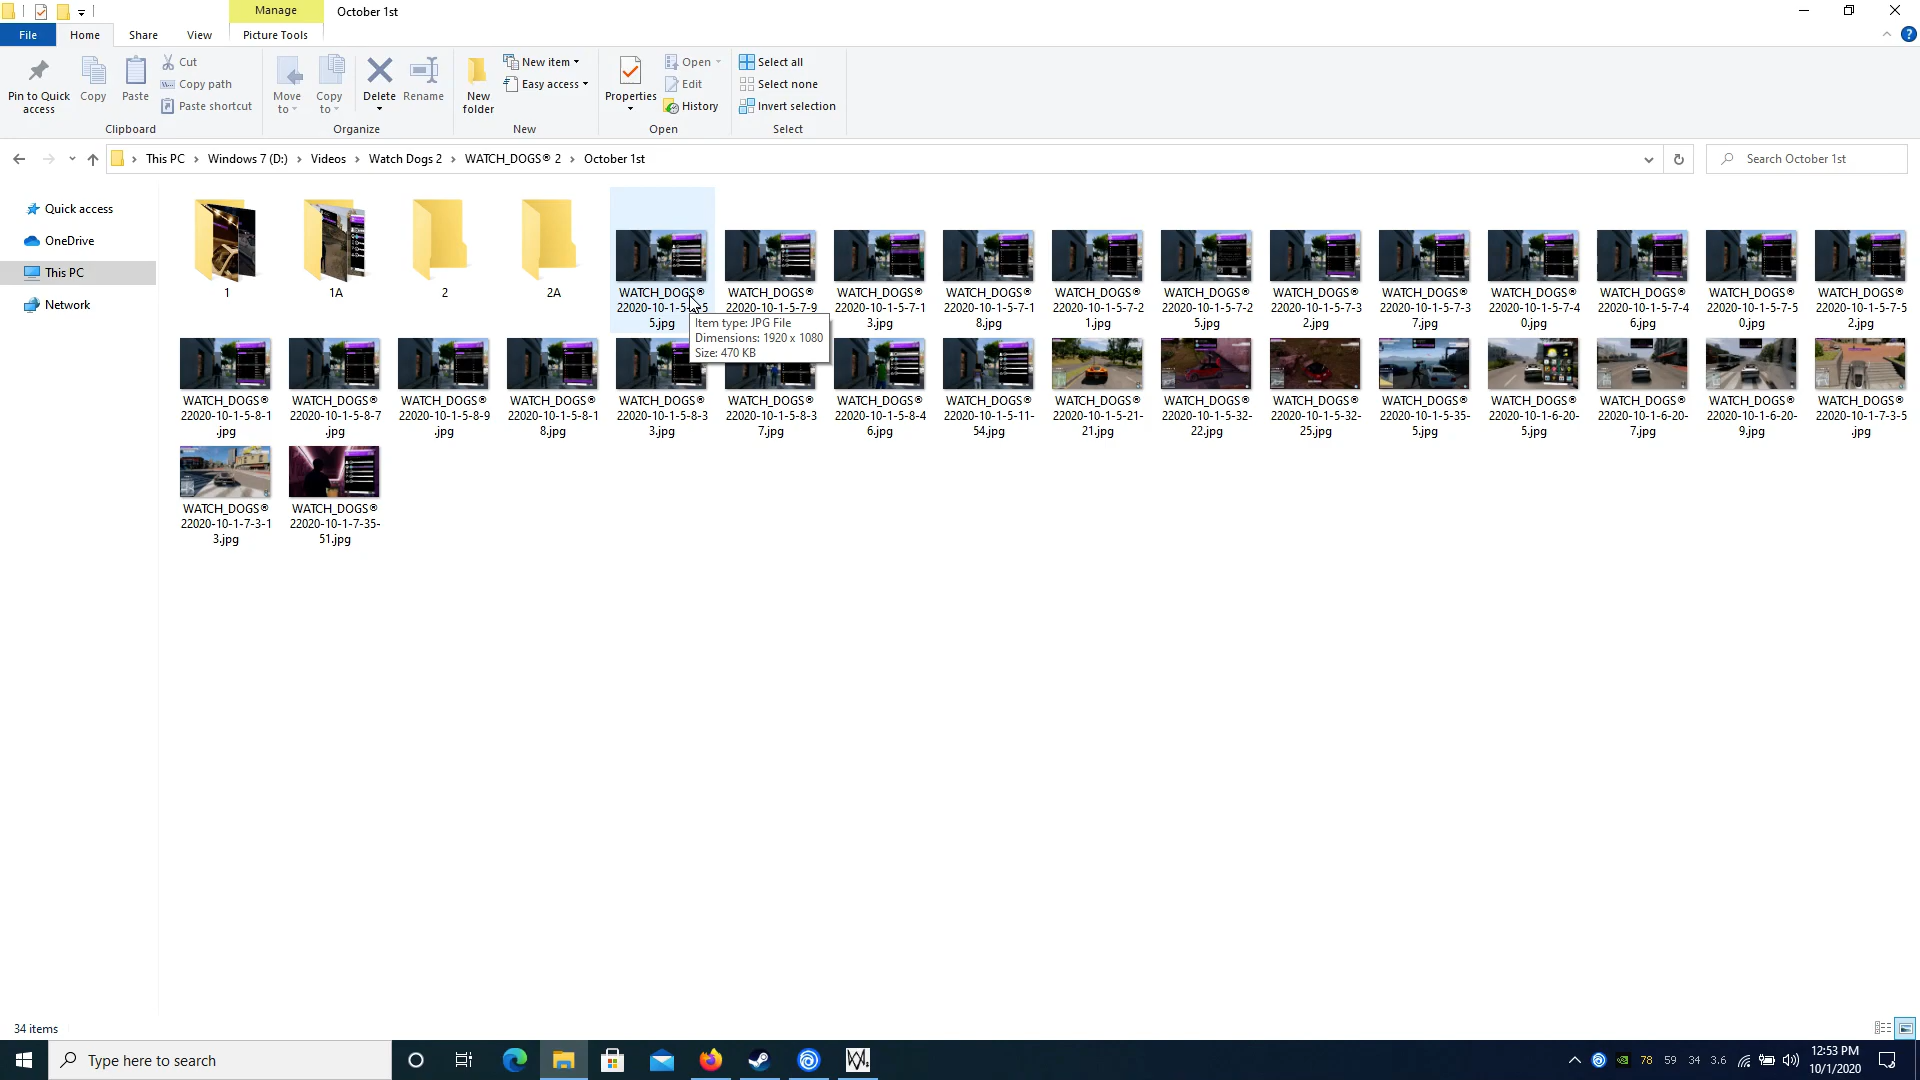 Manage
October 1st
File
Home
Share
View
Picture Tools
Pin to Quick access
Copy
Paste
Cut
Copy path
Paste shortcut
Clipboard
Move to
Copy to
Delete
Rename
Organize
New folder
New item
Easy access
New
Properties
Open
Edit
History
Open
Select all
Select none
Invert selection
Select
This PC
Windows 7 (D:)
Videos
Watch Dogs 2
WATCH_DOGS® 2
October 1st
Search October 1st
Quick access
OneDrive
This PC
Network
1
1A
2
2A
WATCH_DOGS®
5.jpg
WATCH_DOGS®
22020-10-1-5-7-9
WATCH_DOGS®
22020-10-1-5-7-1
3.jpg
WATCH_DOGS®
22020-10-1-5-7-1
8.jpg
WATCH_DOGS®
22020-10-1-5-7-2
1.jpg
WATCH_DOGS®
22020-10-1-5-7-2
5.jpg
WATCH_DOGS®
22020-10-1-5-7-3
2.jpg
WATCH_DOGS®
22020-10-1-5-7-3
7.jpg
WATCH_DOGS®
22020-10-1-5-7-4
0.jpg
WATCH_DOGS®
22020-10-1-5-7-4
6.jpg
WATCH_DOGS®
22020-10-1-5-7-5
0.jpg
WATCH_DOGS®
22020-10-1-5-7-5
2.jpg
Item type: JPG File
Dimensions: 1920 x 1080
Size: 470 KB
WATCH_DOGS®
22020-10-1-5-8-1
.jpg
WATCH_DOGS®
22020-10-1-5-8-7
.jpg
WATCH_DOGS®
22020-10-1-5-8-9
.jpg
WATCH_DOGS®
22020-10-1-5-8-1
8.jpg
WATCH_DOGS®
22020-10-1-5-8-3
3.jpg
WATCH_DOGS®
22020-10-1-5-8-3
7.jpg
WATCH_DOGS®
22020-10-1-5-8-4
6.jpg
WATCH_DOGS®
22020-10-1-5-11-
54.jpg
WATCH_DOGS®
22020-10-1-5-21-
21.jpg
WATCH_DOGS®
22020-10-1-5-32-
22.jpg
WATCH_DOGS®
22020-10-1-5-32-
25.jpg
WATCH_DOGS®
22020-10-1-5-35-
5.jpg
WATCH_DOGS®
22020-10-1-6-20-
5.jpg
WATCH_DOGS®
22020-10-1-6-20-
7.jpg
WATCH_DOGS®
22020-10-1-6-20-
9.jpg
WATCH_DOGS®
22020-10-1-7-3-5
.jpg
WATCH_DOGS®
22020-10-1-7-3-1
3.jpg
WATCH_DOGS®
22020-10-1-7-35-
51.jpg
34 items
Type here to search
78 59 34 3.6
12:53 PM
10/1/2020